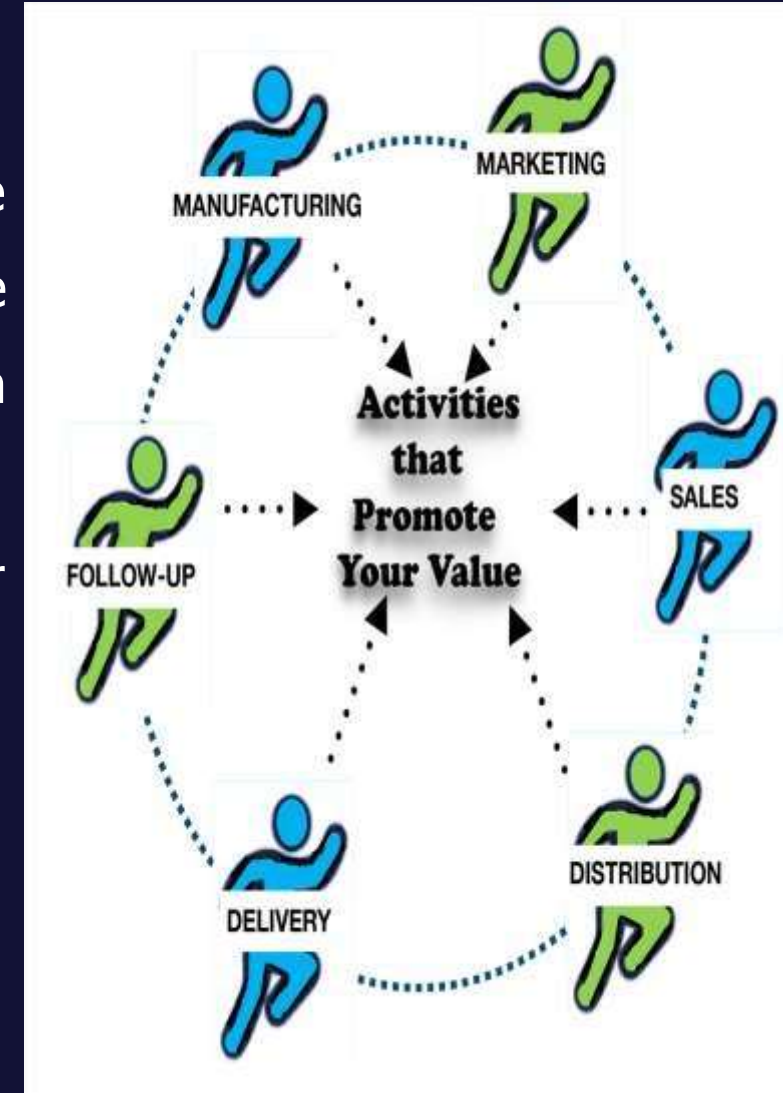 MARKETING
MANUFACTURING
Activities
that
Promote
Your Value
SALES
FOLLOW-UP
DISTRIBUTION
DELIVERY